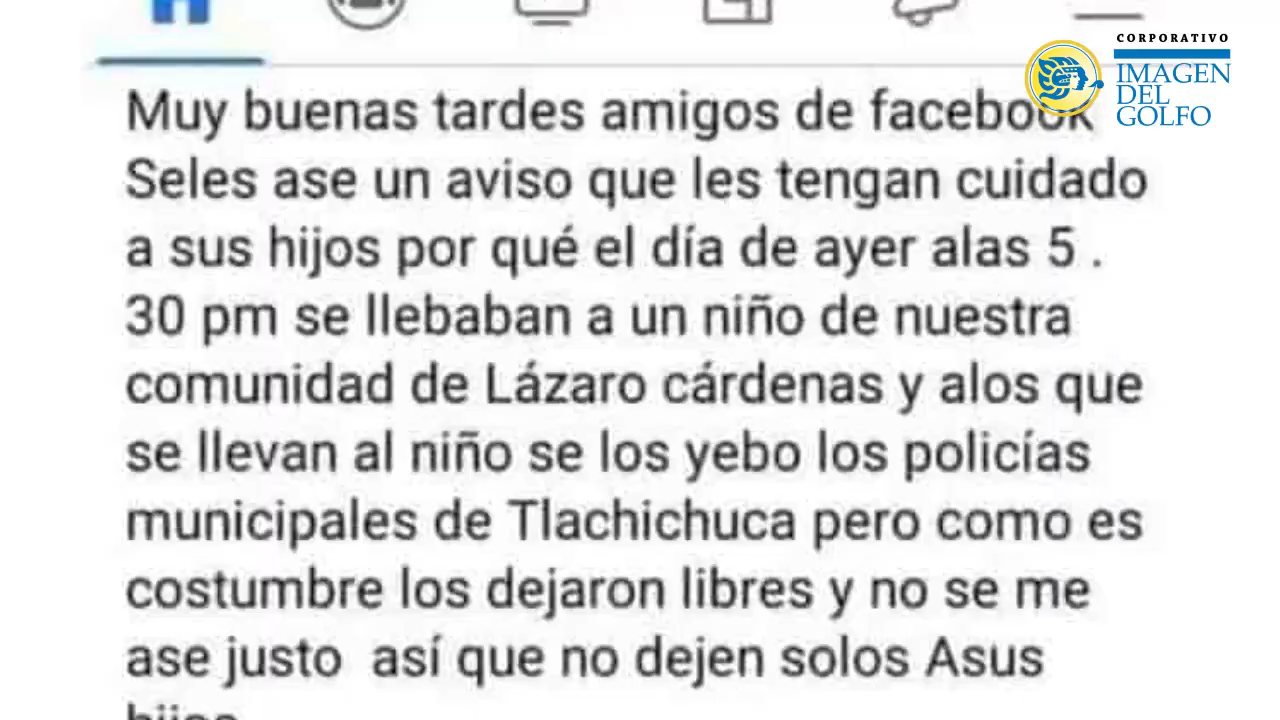 CORPORATIVO
IMAGEN
DEL
GOLFO
Muy buenas tardes amigos de facebook
Seles ase un aviso que les tengan cuidado
a sus hijos por qué el día de ayer alas 5 .
30 pm se llebaban a un niño de nuestra
comunidad de Lázaro cárdenas y alos que
se llevan al niño se los yebo los policías
municipales de Tlachichuca pero como es
costumbre los dejaron libres y no se me
ase justo así que no dejen solos Asus